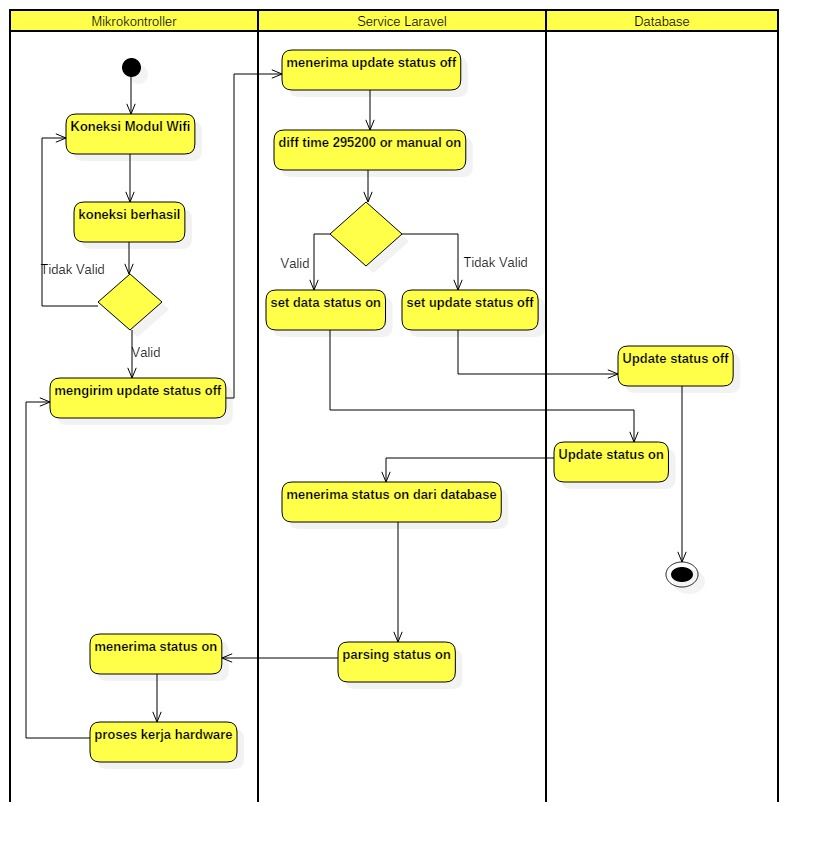 Mikrokontroller
Service Laravel
Database
menerima update status off
Koneksi Modul Wifi
diff time 295200 or manual on
koneksi berhasil
Tidak Valid
Valid
Tidak Valid
Valid
set data status on
set update status off
Update status off
mengirim update status off
Update status on
menerima status on dari database
menerima status on
parsing status on
proses kerja hardware